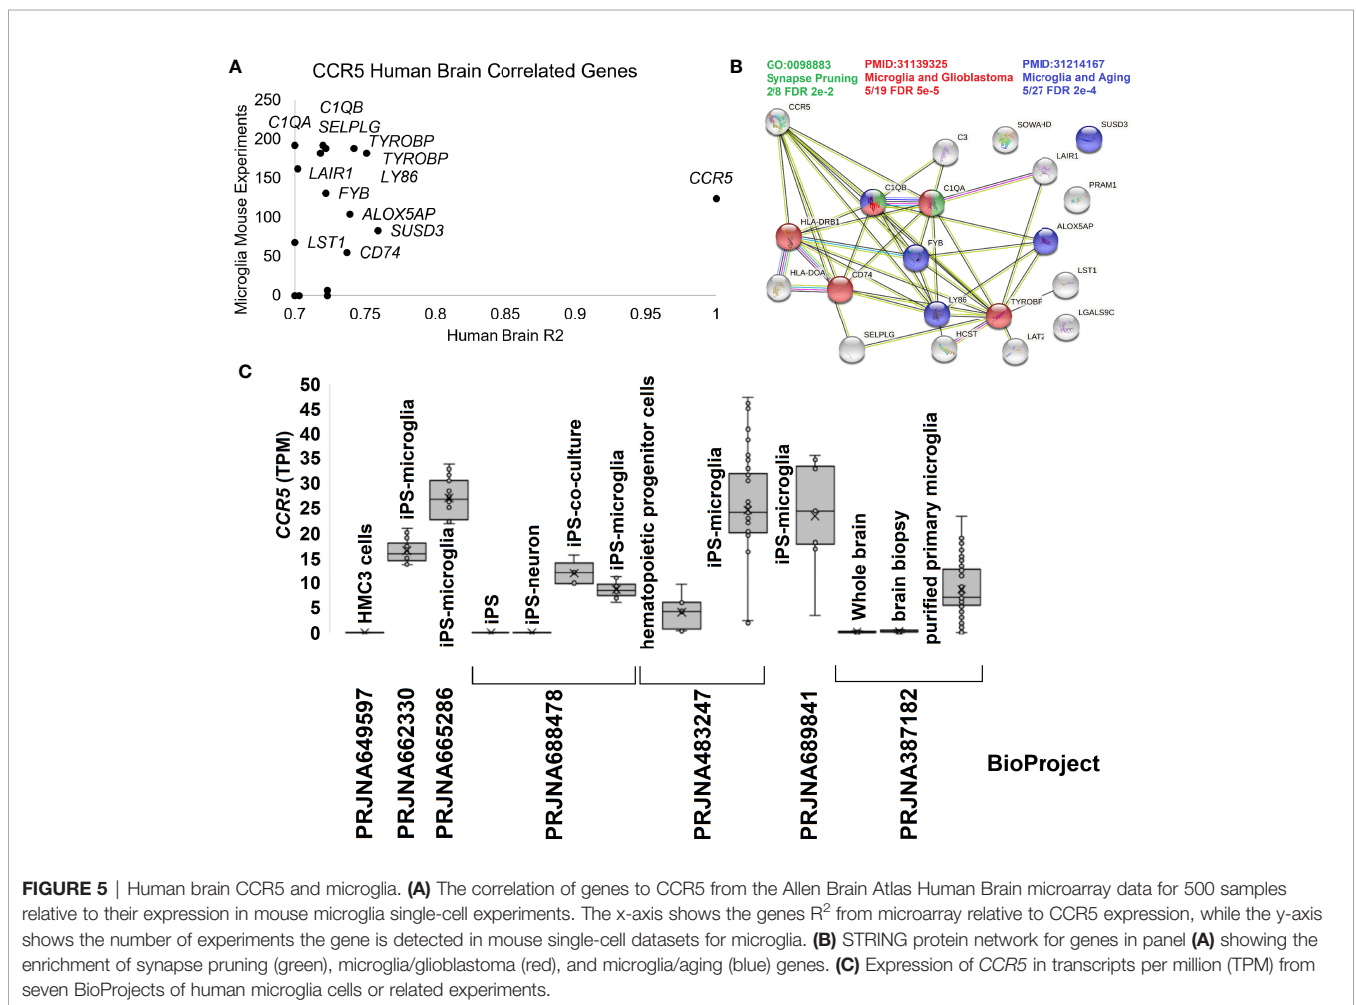 A
CCR5 Human Brain Correlated Genes
Microglia Mouse Experiments
250
200
150
100
50
0
C1QB
C1QA
SELPLG
TYROBP
TYROBP
LY86
LAIR1
FYB
ALOX5AP
SUSD3
LST1
CD74
CCR5
0.7 0.75 0.8 0.85 0.9 0.95 1
Human Brain R2
B
GO:0098883
Synapse Pruning
2/8 FDR 2e-2
PMID:31139325
Microglia and Glioblastoma
5/19 FDR 5e-5
PMID:31214167
Microglia and Aging
5/27 FDR 2e-4
CCR5
SOWAHD
SUSD3
C3
LAIR1
C1QB
C1QA
PRAM1
HLA-DRB1
FYB
ALOX5AP
HLA-DOA
CD74
LST1
LY86
TYROBP
LGALS9C
SELPLG
HCST
LAT2
C
CCR5 (TPM)
50
45
40
35
30
25
20
15
10
5
0
HMC3 cells
iPS-microglia
iPS-microglia
iPS
iPS-neuron
iPS-co-culture
iPS-microglia
hematopoietic progenitor cells
iPS-microglia
iPS-microglia
Whole brain
brain biopsy
purified primary microglia
PRJNA649597
PRJNA662330
PRJNA665286
PRJNA688478
PRJNA483247
PRJNA689841
PRJNA387182
BioProject
FIGURE 5 | Human brain CCR5 and microglia. (A) The correlation of genes to CCR5 from the Allen Brain Atlas Human Brain microarray data for 500 samples
relative to their expression in mouse microglia single-cell experiments. The x-axis shows the genes R² from microarray relative to CCR5 expression, while the y-axis
shows the number of experiments the gene is detected in mouse single-cell datasets for microglia. (B) STRING protein network for genes in panel (A) showing the
enrichment of synapse pruning (green), microglia/glioblastoma (red), and microglia/aging (blue) genes. (C) Expression of CCR5 in transcripts per million (TPM) from
seven BioProjects of human microglia cells or related experiments.